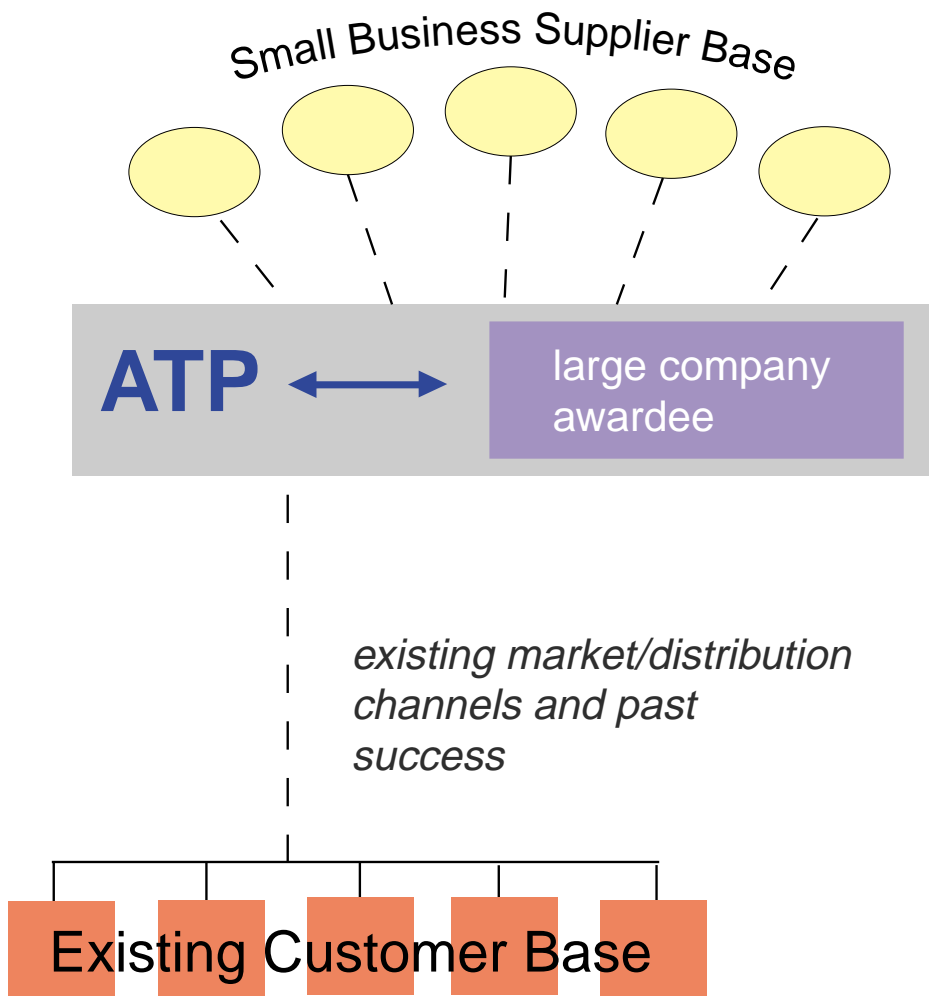 Small Business Supplier Base
ATP
large company
awardee
existing market/distribution
channels and past
success
Existing Customer Base